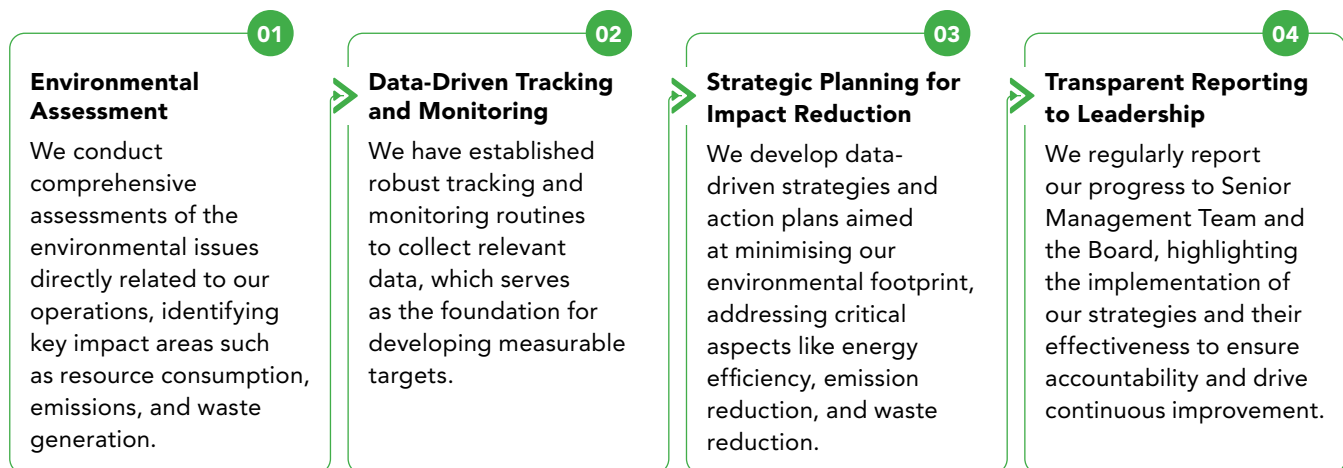 01
Environmental
Assessment
We conduct
comprehensive
assessments of the
environmental issues
directly related to our
operations, identifying
key impact areas such
as resource consumption,
emissions, and waste
generation.
02
Data-Driven Tracking
and Monitoring
We have established
robust tracking and
monitoring routines
to collect relevant
data, which serves
as the foundation for
developing measurable
targets.
03
Strategic Planning for
Impact Reduction
We develop data-
driven strategies and
action plans aimed
at minimising our
environmental footprint,
addressing critical
aspects like energy
efficiency, emission
reduction, and waste
reduction.
04
Transparent Reporting
to Leadership
We regularly report
our progress to Senior
Management Team and
the Board, highlighting
the implementation of
our strategies and their
effectiveness to ensure
accountability and drive
continuous improvement.